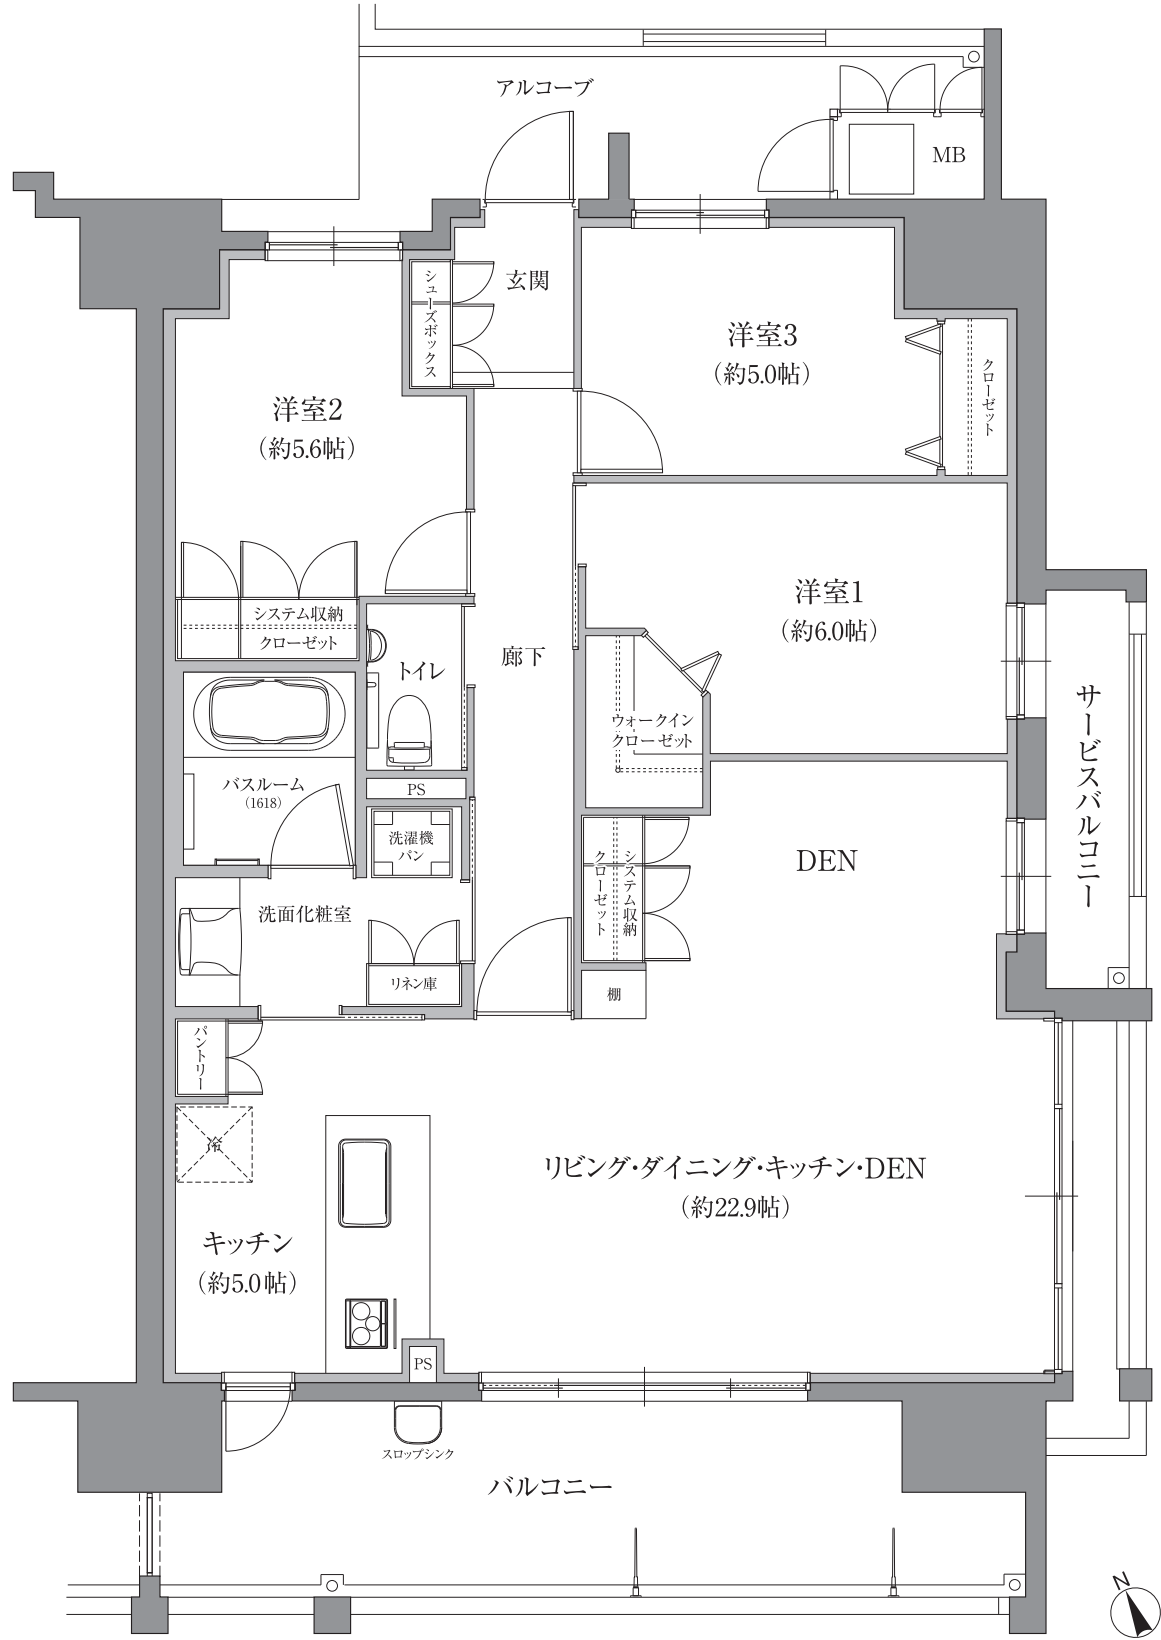 アルコーブ
MB
玄関
シューズボックス
洋室3
(約5.0帖)
クローゼット
洋室2
(約5.6帖)
システム収納
クローゼット
洋室1
(約6.0帖)
廊下
トイレ
ウォークイン
クローゼット
サービスバルコニー
バスルーム
(1618)
PS
洗濯機
パン
DEN
システム収納
クローゼット
洗面化粧室
リネン庫
棚
パントリー
冷
リビング・ダイニング・キッチン・DEN
(約22.9帖)
キッチン
(約5.0帖)
PS
スロップシンク
バルコニー
N